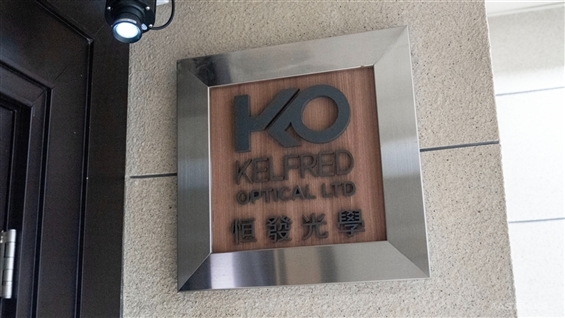 KO
KELFRED
OPTICAL LTD
恒發光學